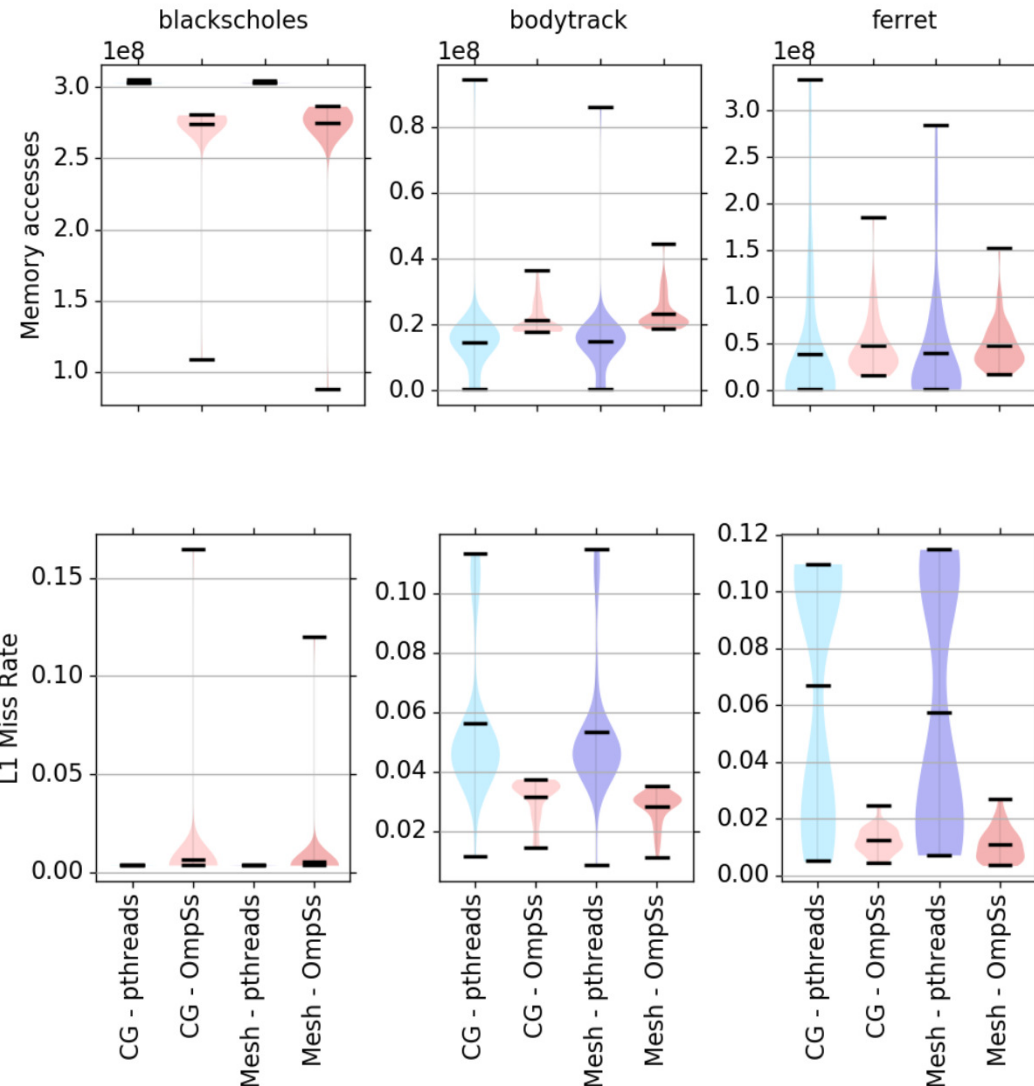 blackscholes
bodytrack
ferret
Memory accesses
1e8
3.0
2.5
2.0
1.5
1.0
1e8
0.8
0.6
0.4
0.2
0.0
1e8
3.0
2.5
2.0
1.5
1.0
0.5
0.0
L1 Miss Rate
0.15
0.10
0.05
0.00
0.10
0.08
0.06
0.04
0.02
0.12
0.10
0.08
0.06
0.04
0.02
0.00
CG - pthreads
CG - OmpSs
Mesh - pthreads
Mesh - OmpSs
CG - pthreads
CG - OmpSs
Mesh - pthreads
Mesh - OmpSs
CG - pthreads
CG - OmpSs
Mesh - pthreads
Mesh - OmpSs